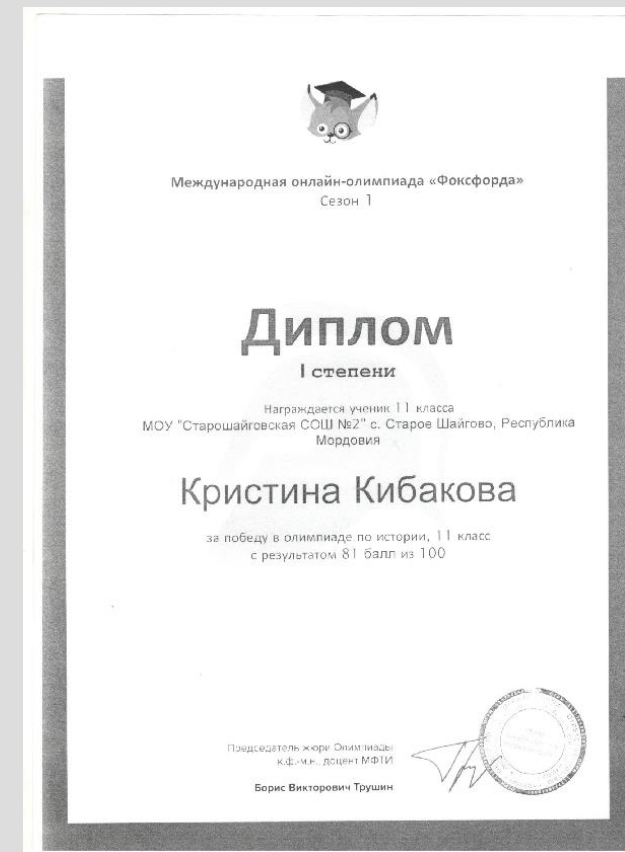 Международная онлайн-олимпиада «Фоксфорда»
Сезон 1
Диплом
I степени
Награждается ученик 11 класса
МОУ "Старошайговская СОШ №2" с. Старое Шайгово, Республика
Мордовия
Кристина Кибакова
за победу в олимпиаде по истории, 11 класс
с результатом 81 балл из 100
Председатель жюри Олимпиады
к.ф.-м.н., доцент МФТИ
Борис Викторович Трушин